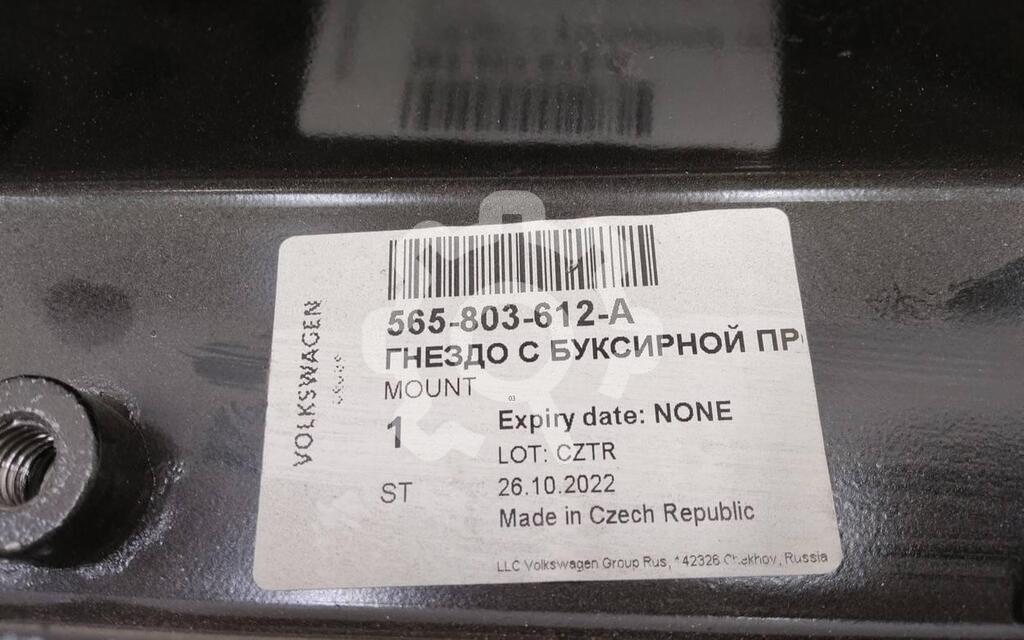 VOLKSWAGEN
565-803-612-A
ГНЕЗДО С БУКСИРНОЙ ПР
MOUNT
03
1
Expiry date: NONE
LOT: CZTR
ST
26.10.2022
Made in Czech Republic
LLC Volkswagen Group Rus, 142326 Chekhov, Russia